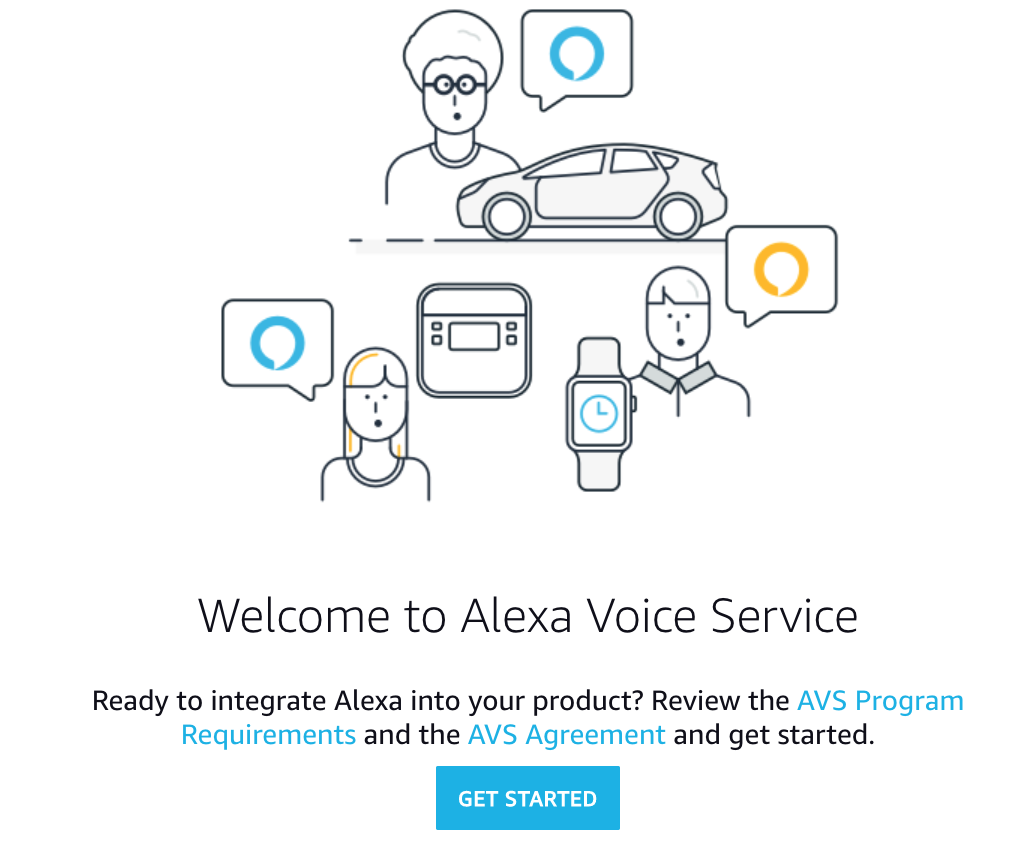 Welcome to Alexa Voice Service
Ready to integrate Alexa into your product? Review the AVS Program
Requirements and the AVS Agreement and get started.
GET STARTED